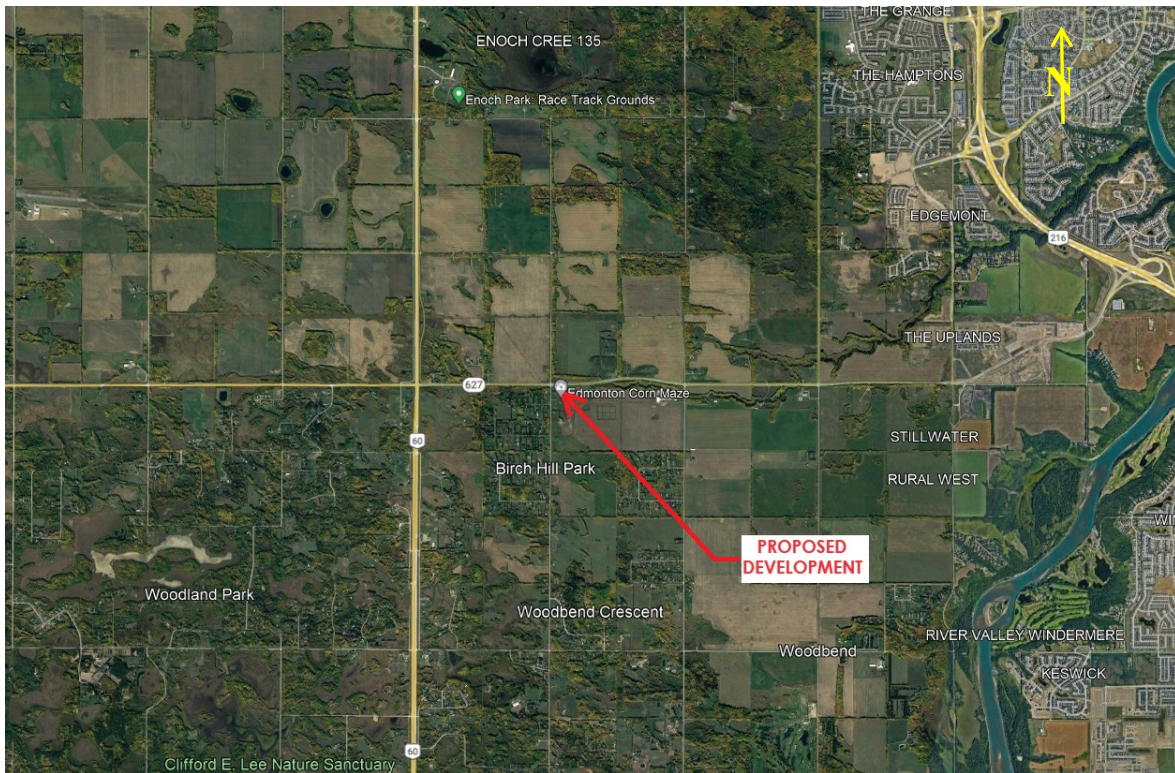 THE GRANGE
ENOCH CREE 135
N
THE HAMPTONS
Enoch Park: Race Track Grounds
EDGEMONT
216
THE UPLANDS
627
Edmonton Corn Maze
60
STILLWATER
Birch Hill Park
RURAL WEST
PROPOSED
DEVELOPMENT
Woodland Park
Woodbend Crescent
RIVER VALLEY WINDERMERE
Woodbend
KESWICK
60
Clifford E. Lee Nature Sanctuary